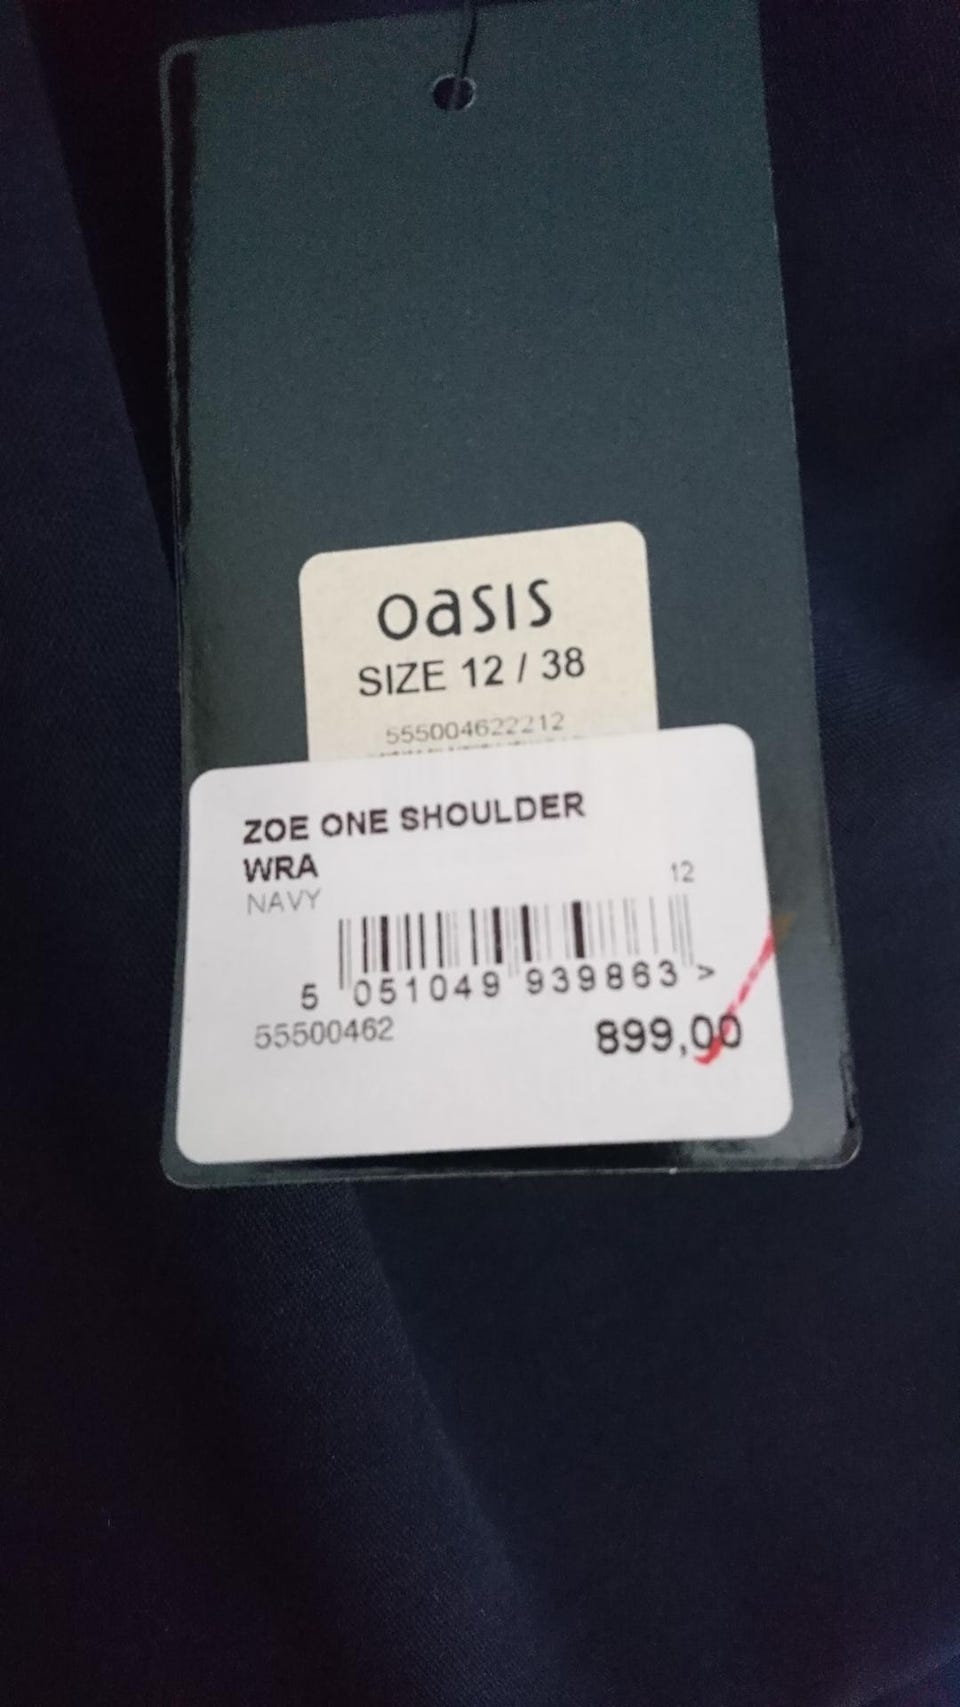 oasis
SIZE 12 / 38
555004622212
ZOE ONE SHOULDER
WRA
NAVY
12
5 051049 939863 >
55500462
899,00